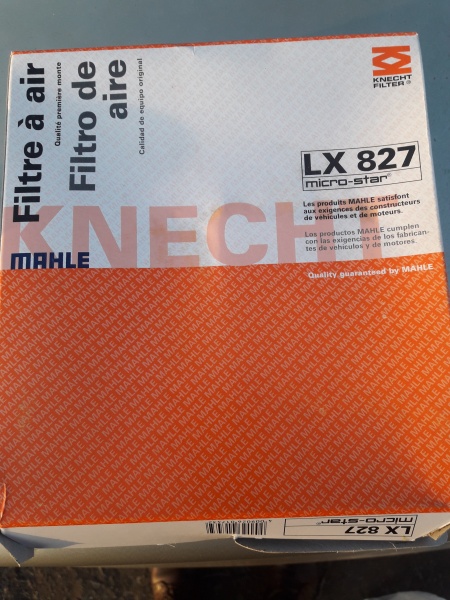 Filtre à air
Qualité première monte
Filtro de
aire
Calidad de equipo original
KNECHT
FILTER®
LX 827
micro-star®
Les produits MAHLE satisfont
aux exigences des constructeurs
de véhicules et de moteurs.
Los productos MAHLE cumplen
con las exigencias de los fabrican-
tes de vehículos y de motores.
KNECHT
MAHLE
Quality guaranteed by MAHLE
LX 827
micro-star®